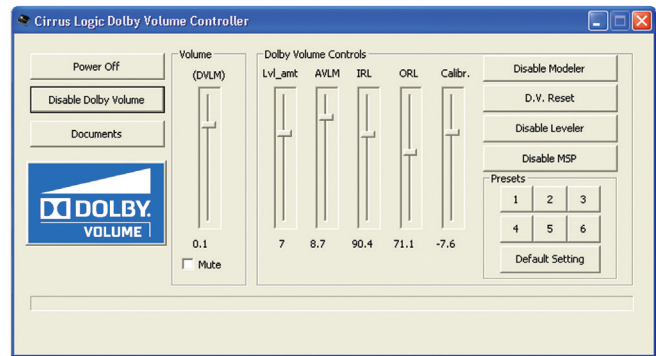 Cirrus Logic Dolby Volume Controller
Power Off
Disable Dolby Volume
Documents
DOLBY.
VOLUME
Volume
(DVLM)
0.1
Mute
Dolby Volume Controls
Lvl_amt AVLM IRL ORL Calibr.
7 8.7 90.4 71.1 -7.6
Disable Modeler
D.V. Reset
Disable Leveler
Disable MSP
Presets
1 2 3
4 5 6
Default Setting